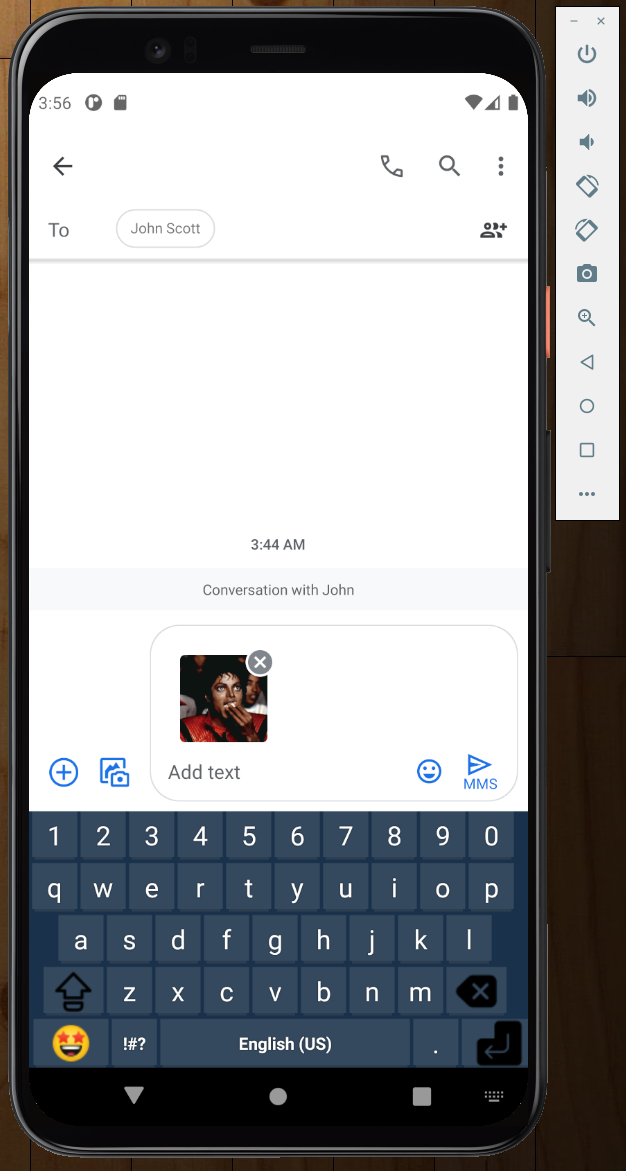 3:56
To John Scott
3:44 AM
Conversation with John
Add text
MMS
1 2 3 4 5 6 7 8 9 0
q w e r t y u i o p
a s d f g h j k l
z x c v b n m
!#? English (US) .